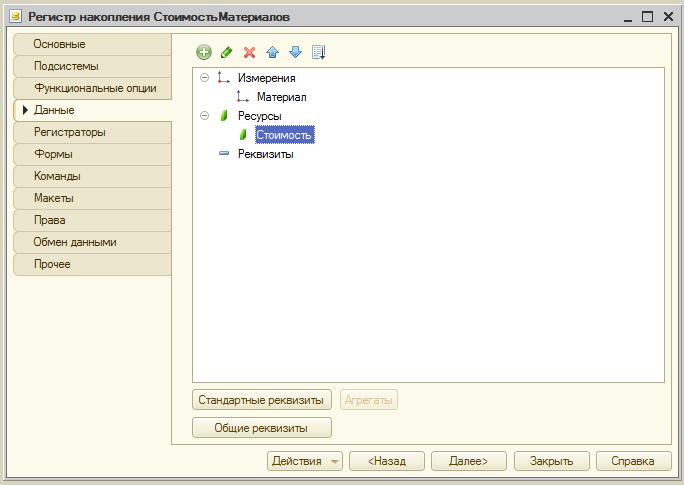 Регистр накопления СтоимостьМатериалов
Основные
Подсистемы
Функциональные опции
Данные
Регистраторы
Формы
Команды
Макеты
Права
Обмен данными
Прочее
Измерения
Материал
Ресурсы
Стоимость
Реквизиты
Стандартные реквизиты
Агрегаты
Общие реквизиты
Действия
<Назад
Далее>
Закрыть
Справка